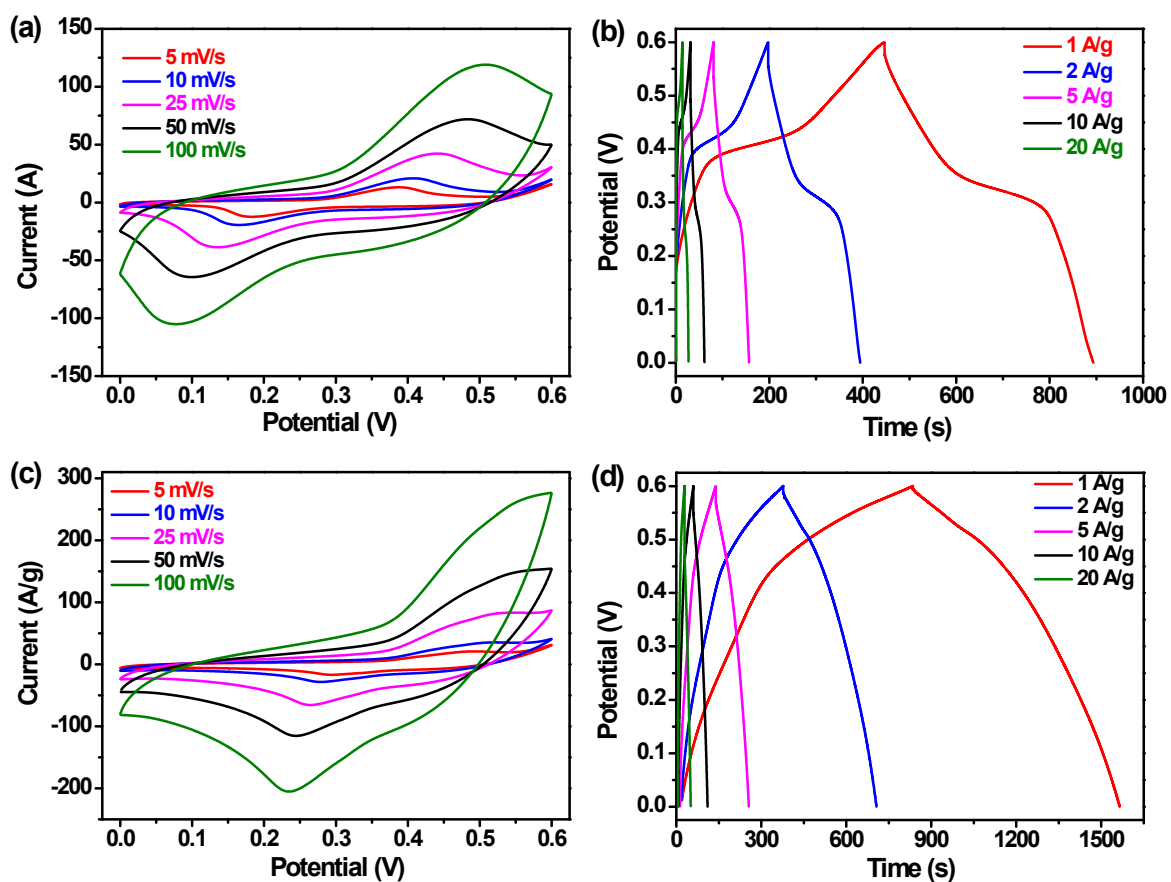 (a)
5 mV/s
10 mV/s
25 mV/s
50 mV/s
100 mV/s
150
100
50
0
-50
-100
-150
Current (A)
0.0 0.1 0.2 0.3 0.4 0.5 0.6
Potential (V)
(b)
1 A/g
2 A/g
5 A/g
10 A/g
20 A/g
0.6
0.5
0.4
0.3
0.2
0.1
0.0
Potential (V)
0 200 400 600 800 1000
Time (s)
(c)
5 mV/s
10 mV/s
25 mV/s
50 mV/s
100 mV/s
300
200
100
0
-100
-200
Current (A/g)
0.0 0.1 0.2 0.3 0.4 0.5 0.6
Potential (V)
(d)
1 A/g
2 A/g
5 A/g
10 A/g
20 A/g
0.6
0.5
0.4
0.3
0.2
0.1
0.0
Potential (V)
0 300 600 900 1200 1500
Time (s)